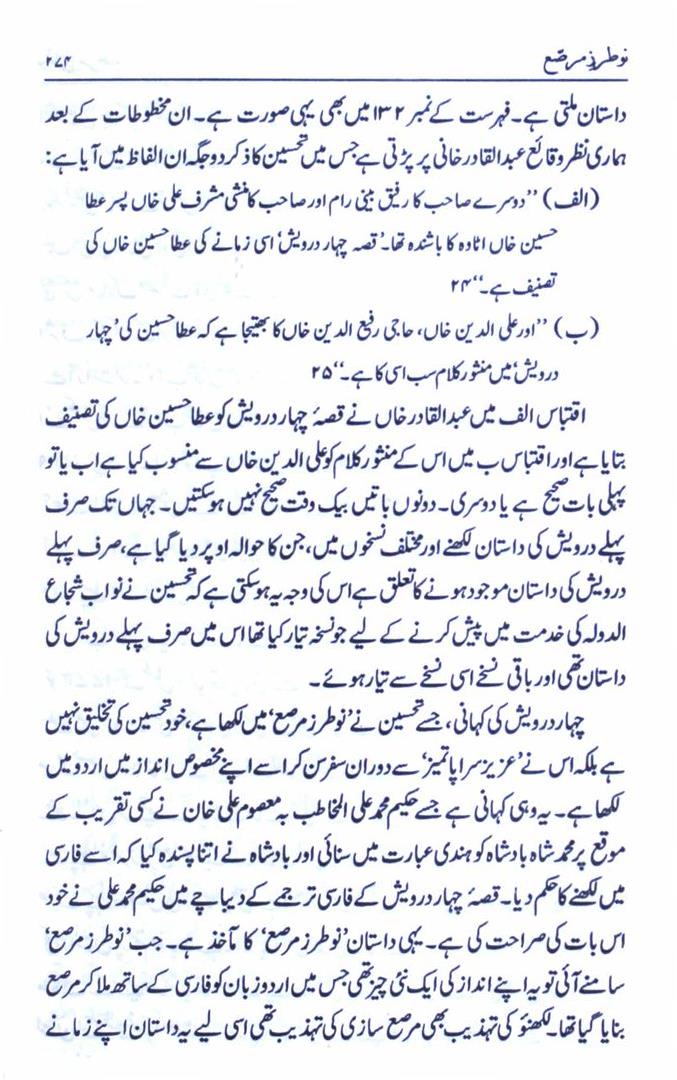 نو طرزِ مرصّع ۲۷۴
داستان ملتی ہے۔ فہرست کے نمبر ۱۳۲ میں بھی یہی صورت ہے۔ ان مخطوطات کے بعد
ہماری نظر وقائع عبدالقادر خانی پر پڑتی ہے جس میں تحسین کا ذکر دو جگہ ان الفاظ میں آیا ہے:
(الف) ’’دوسرے صاحب کا رفیق بینی رام اور صاحب کا منشی مشرف علی خاں پسر عطا
حسین خاں اٹاوہ کا باشندہ تھا۔ ’قصہ چہار درویش‘ اسی زمانے کی عطا حسین خاں کی
تصنیف ہے۔‘‘ ۲۴
(ب) ’’اور علی الدین خاں، حاجی رفیع الدین خاں کا بھتیجا ہے کہ عطا حسین کی ’چہار
درویش‘ میں منثور کلام سب اسی کا ہے۔‘‘ ۲۵
اقتباس الف میں عبدالقادر خاں نے قصۂ چہار درویش کو عطا حسین خاں کی تصنیف
بتایا ہے اور اقتباس ب میں اس کے منثور کلام کو علی الدین خاں سے منسوب کیا ہے اب یا تو
پہلی بات صحیح ہے یا دوسری۔ دونوں باتیں بیک وقت صحیح نہیں ہوسکتیں۔ جہاں تک صرف
پہلے درویش کی داستان لکھنے اور مختلف نسخوں میں، جن کا حوالہ اوپر دیا گیا ہے، صرف پہلے
درویش کی داستان موجود ہونے کا تعلق ہے اس کی وجہ یہ ہوسکتی ہے کہ تحسین نے نواب شجاع
الدولہ کی خدمت میں پیش کرنے کے لیے جو نسخہ تیار کیا تھا اس میں صرف پہلے درویش کی
داستان تھی اور باقی نسخے اسی نسخے سے تیار ہوئے۔
چہار درویش کی کہانی، جسے تحسین نے ’نو طرز مرصع‘ میں لکھا ہے، خود تحسین کی تخلیق نہیں
ہے بلکہ اس نے ’عزیز سراپا تمیز‘ سے دوران سفر سن کر اسے اپنے مخصوص انداز میں اردو میں
لکھا ہے۔ یہ وہی کہانی ہے جسے حکیم محمد علی المخاطب بہ معصوم علی خان نے کسی تقریب کے
موقع پر محمد شاہ بادشاہ کو ہندی عبارت میں سنائی اور بادشاہ نے اتنا پسندہ کیا کہ اسے فارسی
میں لکھنے کا حکم دیا۔ قصۂ چہار درویش کے فارسی ترجمے کے دیباچے میں حکیم محمد علی نے خود
اس بات کی صراحت کی ہے۔ یہی داستان ’نو طرز مرصع‘ کا مآخذ ہے۔ جب ’نو طرز مرصع‘
سامنے آئی تو یہ اپنے انداز کی ایک نئی چیز تھی جس میں اردو زبان کو فارسی کے ساتھ ملا کر مرصع
بنایا گیا تھا۔ لکھنؤ کی تہذیب بھی مرصع سازی کی تہذیب تھی اسی لیے یہ داستان اپنے زمانے